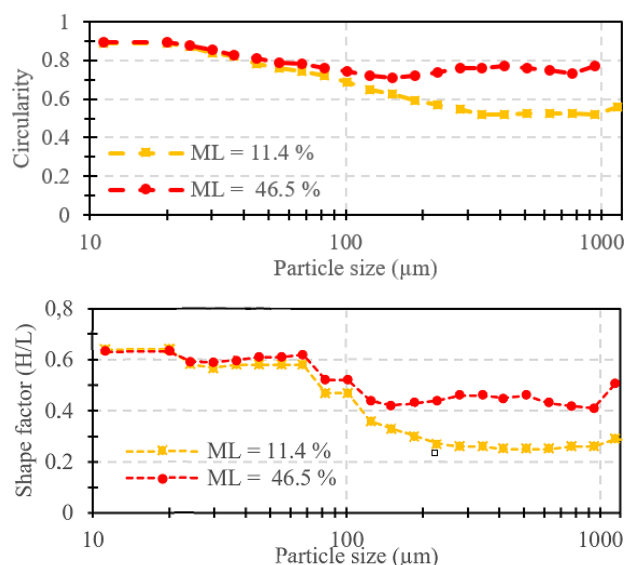 1
0.8
0.6
0.4
0.2
0
Circularity
ML = 11.4 %
ML = 46.5 %
10
100
1000
Particle size (µm)
0,8
0.6
0.4
0.2
0
Shape factor (H/L)
ML = 11.4 %
ML = 46.5 %
10
100
1000
Particle size (µm)